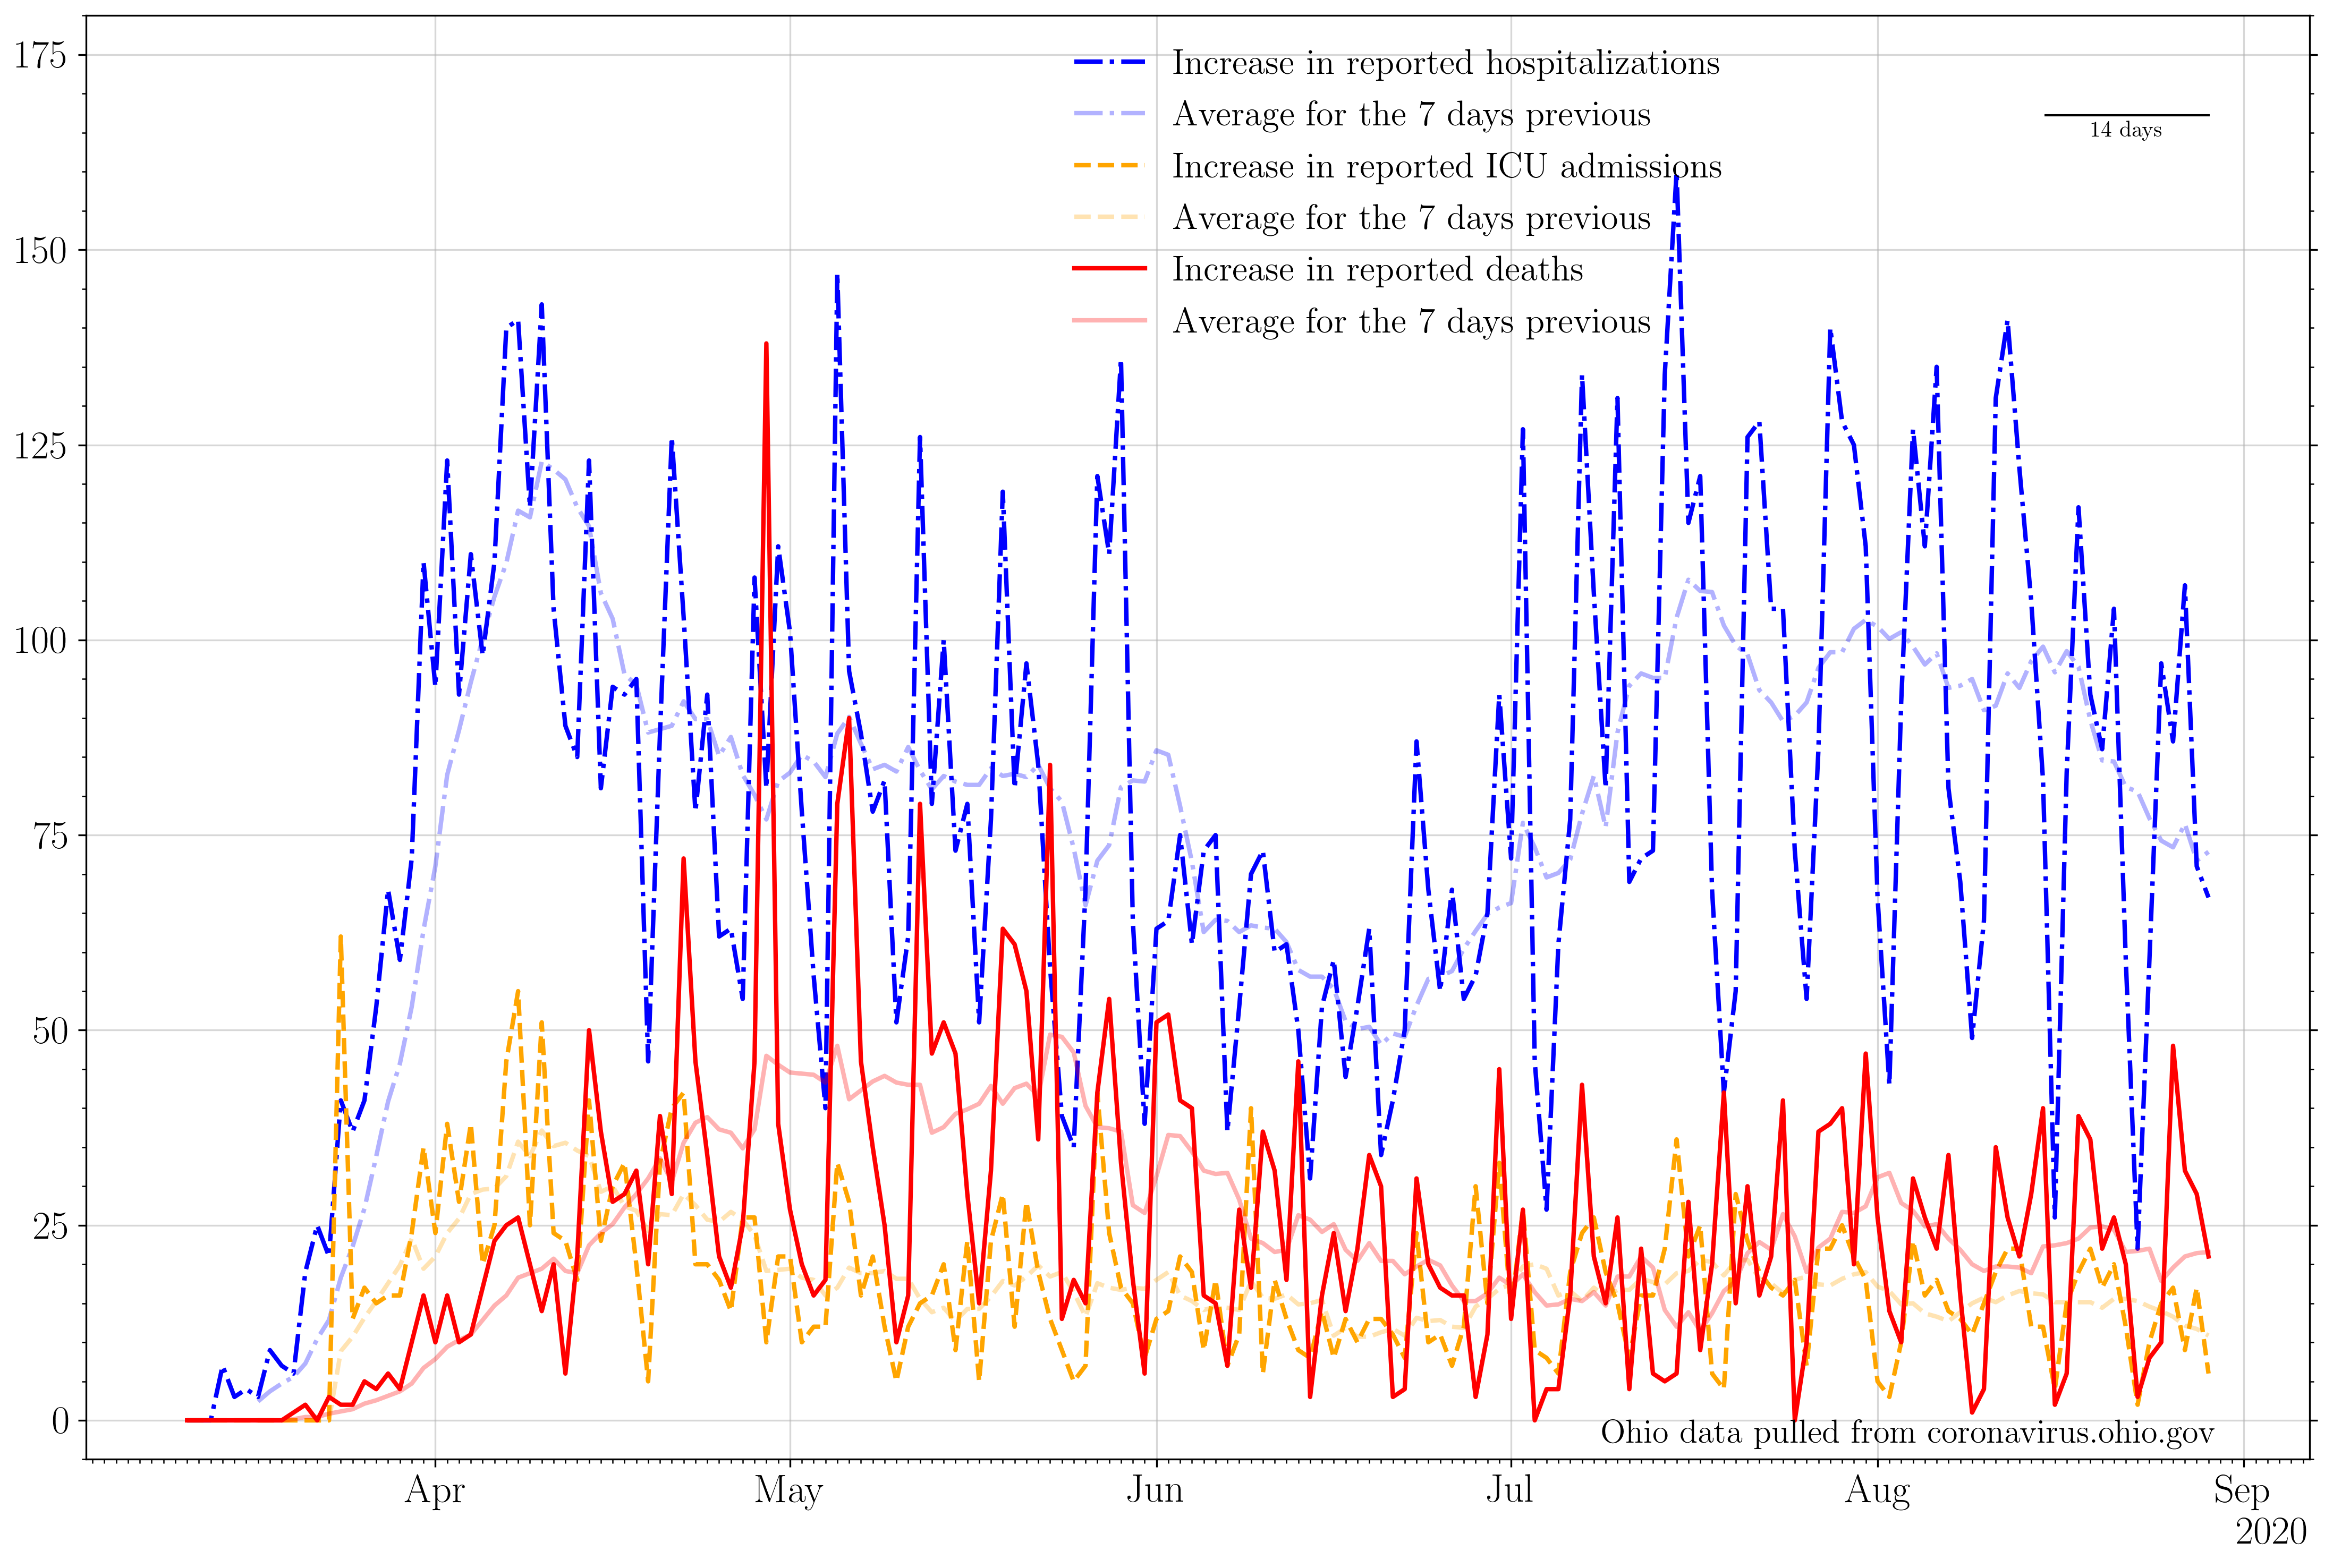 175
150
125
100
75
50
25
0
Increase in reported hospitalizations
Average for the 7 days previous
Increase in reported ICU admissions
Average for the 7 days previous
Increase in reported deaths
Average for the 7 days previous
14 days
Ohio data pulled from coronavirus.ohio.gov
Apr May Jun Jul Aug Sep
2020